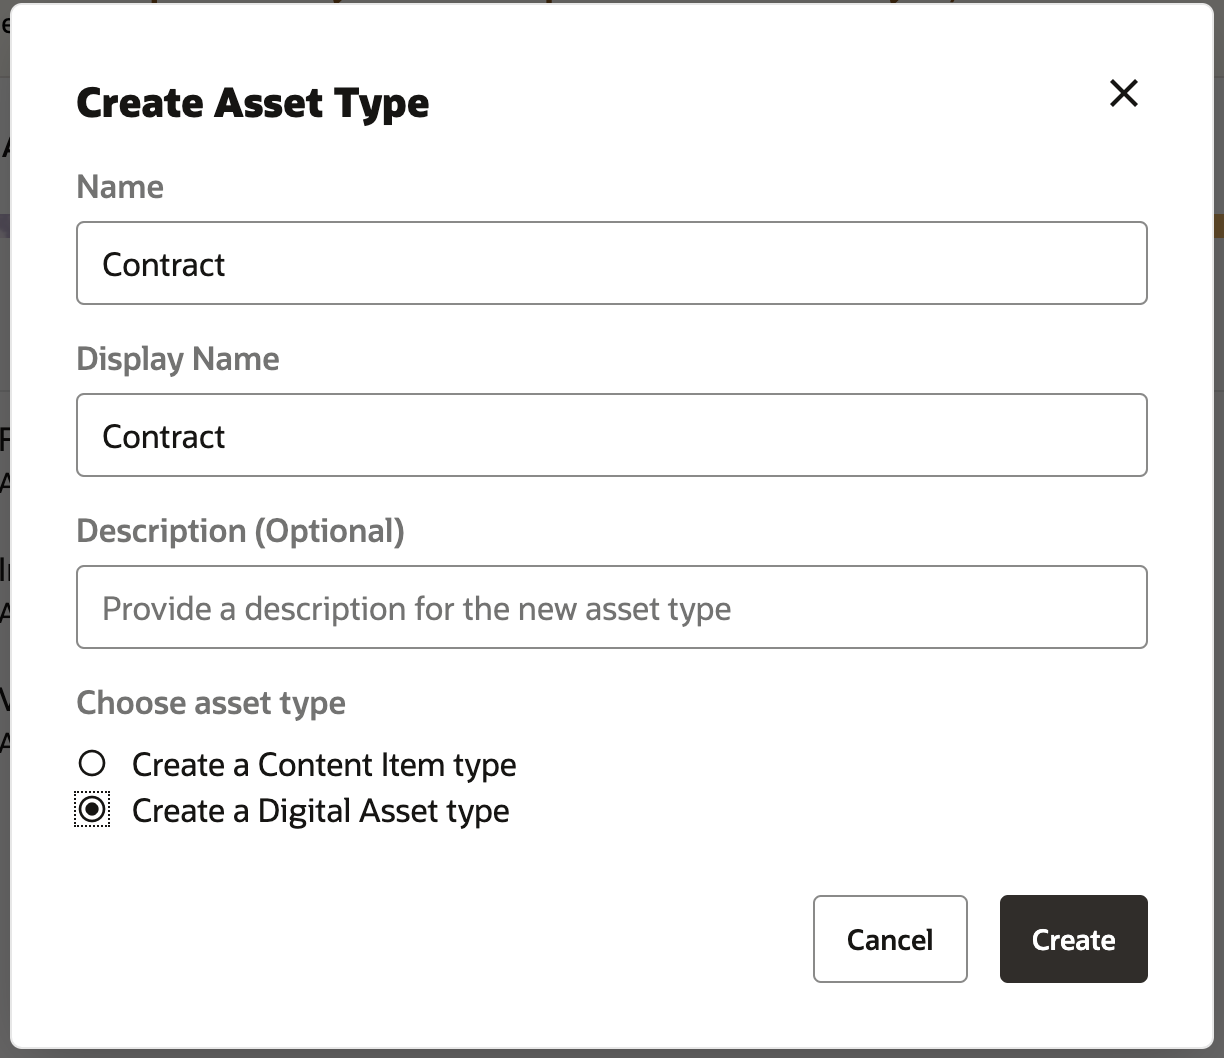 Create Asset Type
Name
Contract
Display Name
Contract
Description (Optional)
Provide a description for the new asset type
Choose asset type
Create a Content Item type
Create a Digital Asset type
Cancel
Create